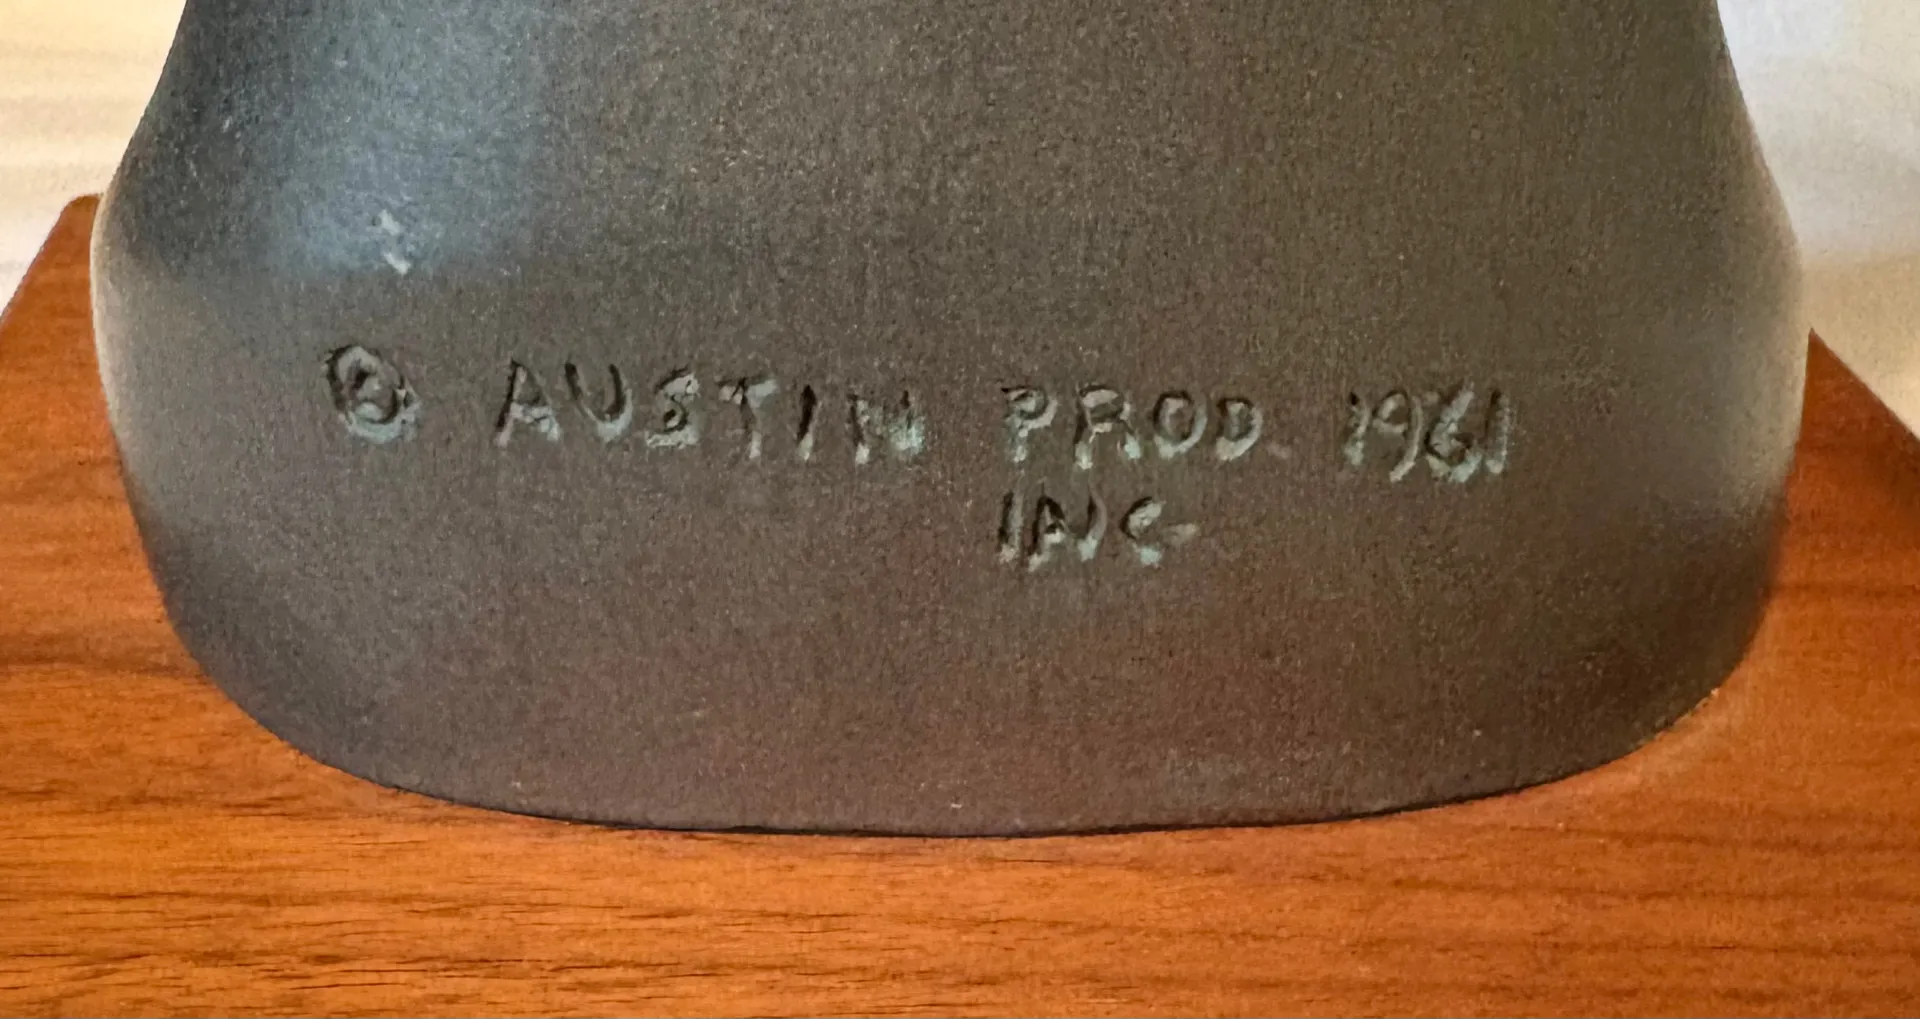 © AUSTIN PROD. 1961
INC